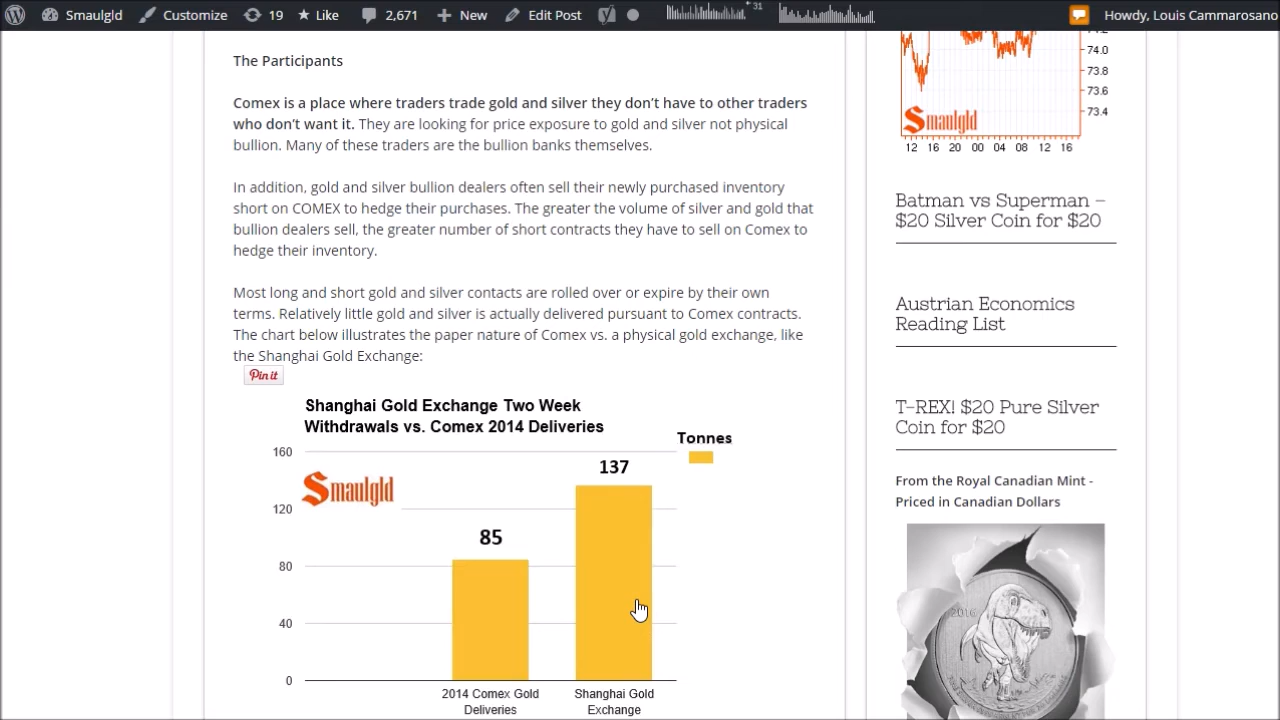 Smaulgld
Customize
19
Like
2,671
New
Edit Post
31
Howdy, Louis Cammarosano
The Participants
Comex is a place where traders trade gold and silver they don't have to other traders
who don't want it. They are looking for price exposure to gold and silver not physical
bullion. Many of these traders are the bullion banks themselves.
In addition, gold and silver bullion dealers often sell their newly purchased inventory
short on COMEX to hedge their purchases. The greater the volume of silver and gold that
bullion dealers sell, the greater number of short contracts they have to sell on Comex to
hedge their inventory.
Most long and short gold and silver contacts are rolled over or expire by their own
terms. Relatively little gold and silver is actually delivered pursuant to Comex contracts.
The chart below illustrates the paper nature of Comex vs. a physical gold exchange, like
the Shanghai Gold Exchange:
Pin it
Shanghai Gold Exchange Two Week
Withdrawals vs. Comex 2014 Deliveries
Tonnes
160
137
Smaulgld
120
85
80
40
0
2014 Comex Gold
Deliveries
Shanghai Gold
Exchange
74.0
73.8
73.6
73.4
Smaulgld
12 16 20 00 04 08 12 16
Batman vs Superman –
$20 Silver Coin for $20
Austrian Economics
Reading List
T-REX! $20 Pure Silver
Coin for $20
From the Royal Canadian Mint -
Priced in Canadian Dollars
2016